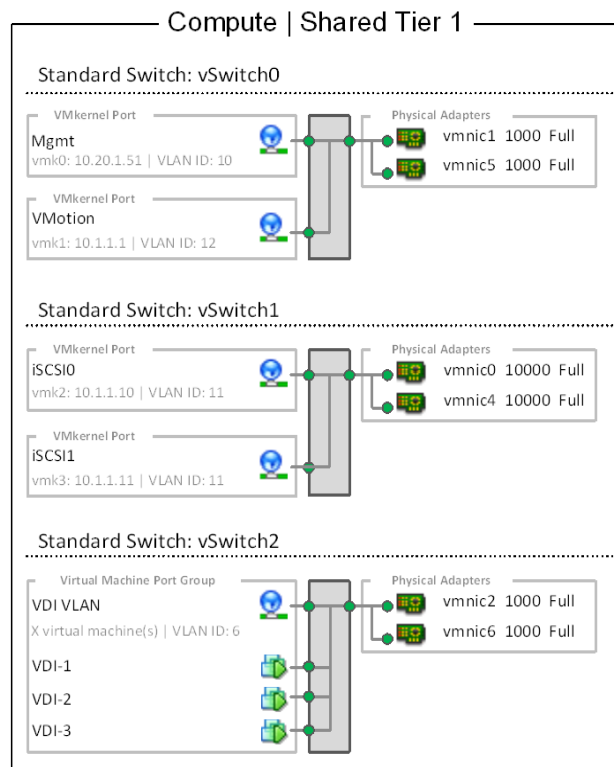 Compute | Shared Tier 1
Standard Switch: vSwitch0
VMkernel Port
Physical Adapters
Mgmt
vmk0: 10.20.1.51 | VLAN ID: 10
vmnic1 1000 Full
vmnic5 1000 Full
VMkernel Port
VMotion
vmk1: 10.1.1.1 | VLAN ID: 12
Standard Switch: vSwitch1
VMkernel Port
Physical Adapters
iSCSI0
vmk2: 10.1.1.10 | VLAN ID: 11
vmnic0 10000 Full
vmnic4 10000 Full
VMkernel Port
iSCSI1
vmk3: 10.1.1.11 | VLAN ID: 11
Standard Switch: vSwitch2
Virtual Machine Port Group
Physical Adapters
VDI VLAN
X virtual machine(s) | VLAN ID: 6
vmnic2 1000 Full
vmnic6 1000 Full
VDI-1
VDI-2
VDI-3